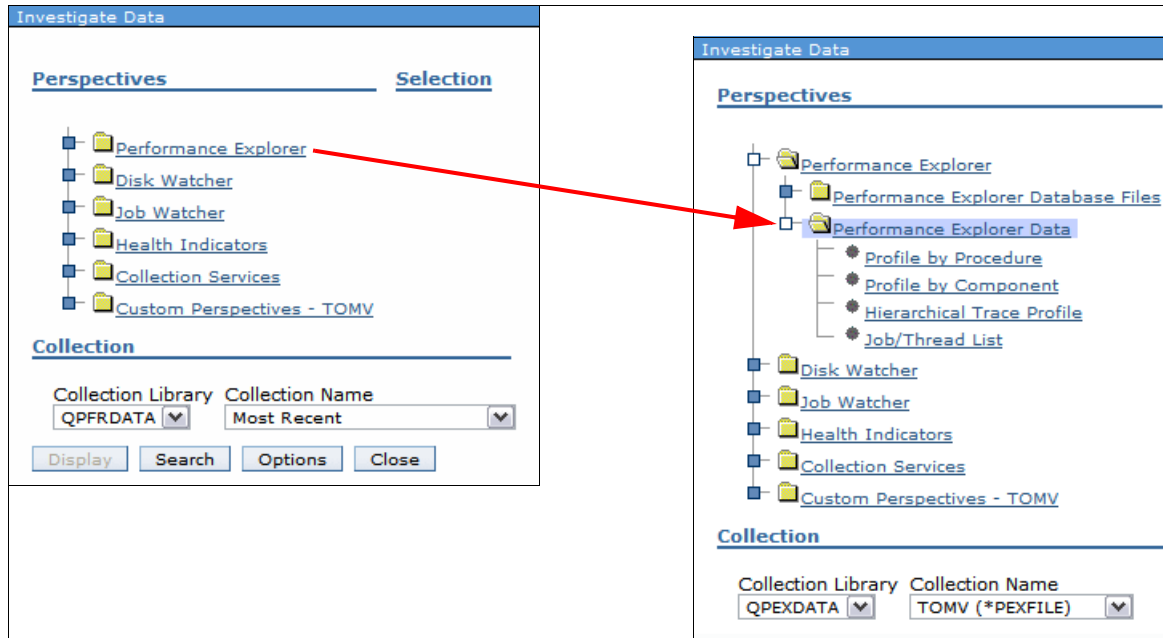 Investigate Data
Perspectives Selection
Performance Explorer
Disk Watcher
Job Watcher
Health Indicators
Collection Services
Custom Perspectives - TOMV
Collection
Collection Library Collection Name
QPFRDATA Most Recent
Display Search Options Close
Investigate Data
Perspectives
Performance Explorer
Performance Explorer Database Files
Performance Explorer Data
Profile by Procedure
Profile by Component
Hierarchical Trace Profile
Job/Thread List
Disk Watcher
Job Watcher
Health Indicators
Collection Services
Custom Perspectives - TOMV
Collection
Collection Library Collection Name
QPEXDATA TOMV (*PEXFILE)